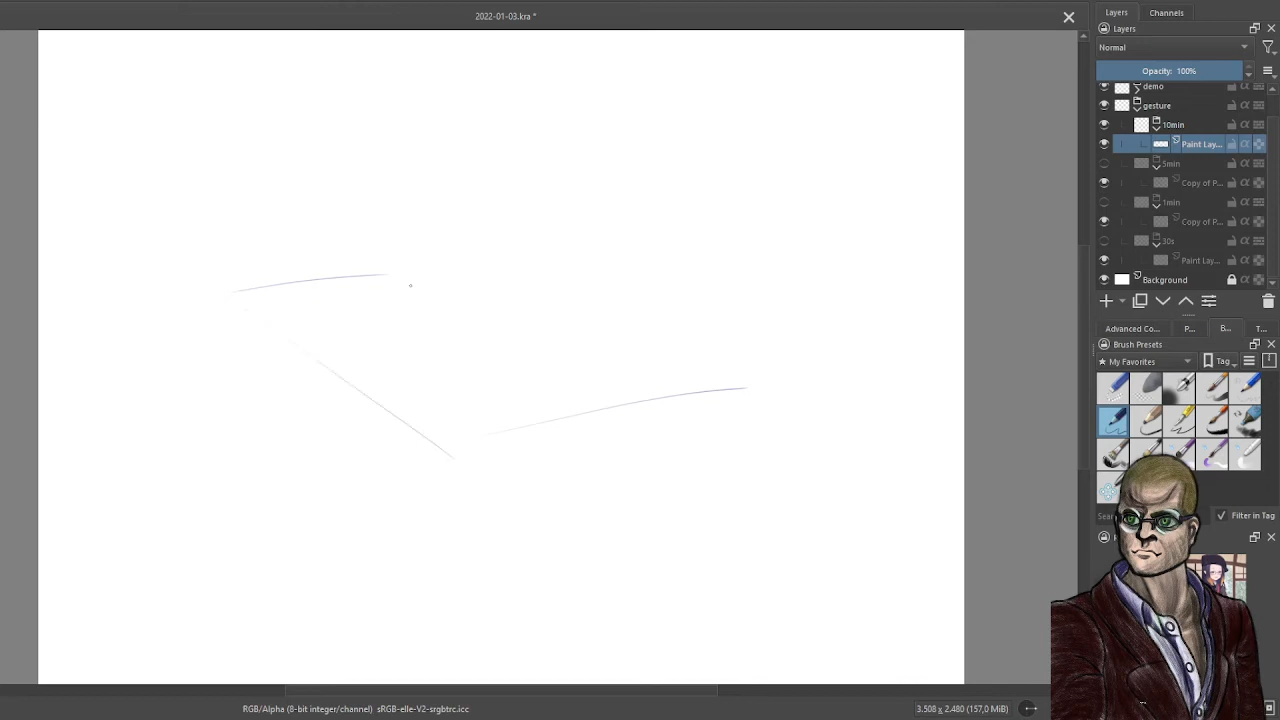 2022-01-03.kra *
Layers
Channels
Layers
Normal
Opacity: 100%
demo
gesture
10min
Paint Lay...
5min
Copy of P...
1min
Copy of P...
30s
Paint Lay...
Background
Advanced Co...
P...
B...
T...
Brush Presets
★ My Favorites
Tag
Filter in Tag
RGB/Alpha (8-bit integer/channel) sRGB-elle-V2-srgbtrc.icc
3.508 x 2.480 (157,0 MiB)